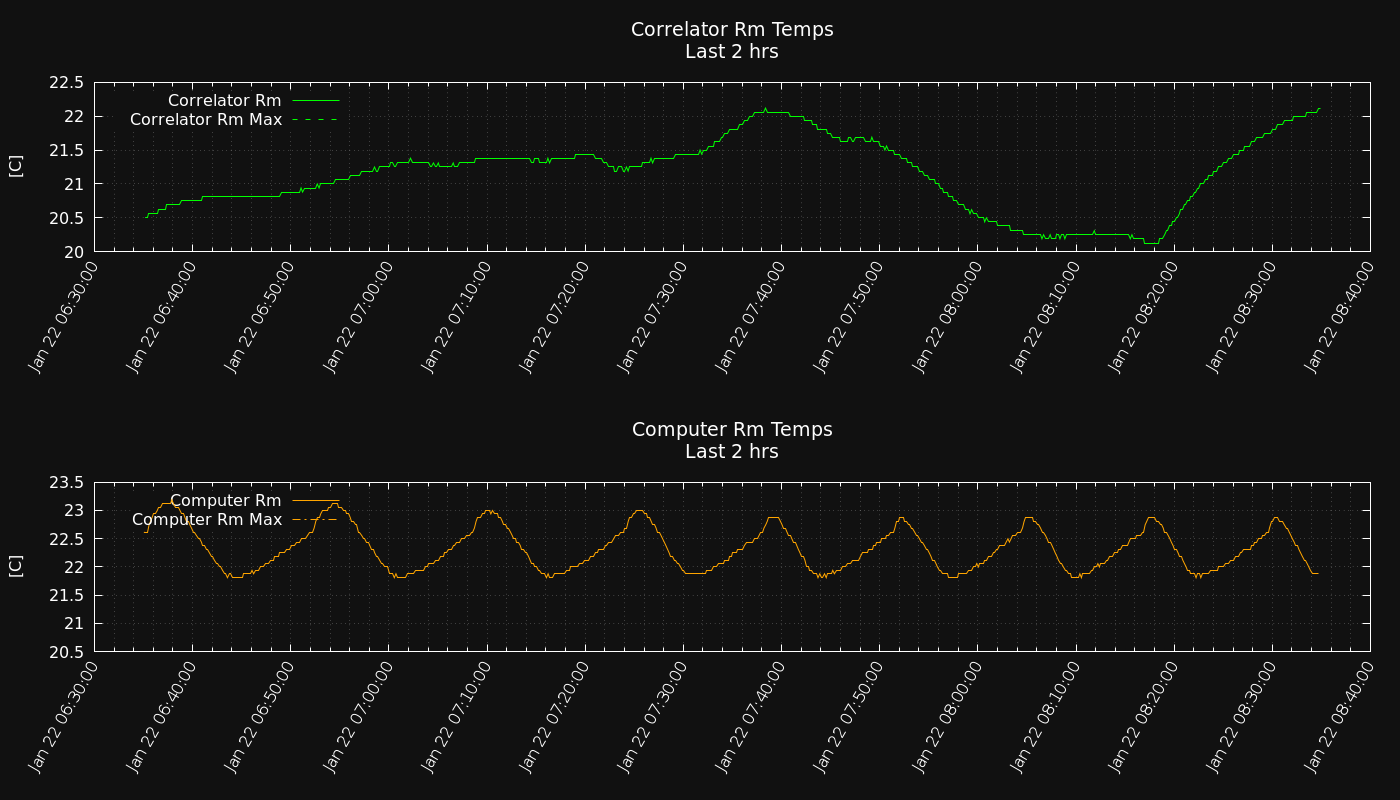 Correlator Rm Temps
Last 2 hrs
[C]
22.5
22
21.5
21
20.5
20
Correlator Rm
Correlator Rm Max
Jan 22 06:30:00
Jan 22 06:40:00
Jan 22 06:50:00
Jan 22 07:00:00
Jan 22 07:10:00
Jan 22 07:20:00
Jan 22 07:30:00
Jan 22 07:40:00
Jan 22 07:50:00
Jan 22 08:00:00
Jan 22 08:10:00
Jan 22 08:20:00
Jan 22 08:30:00
Jan 22 08:40:00
Computer Rm Temps
Last 2 hrs
[C]
23.5
23
22.5
22
21.5
21
20.5
Computer Rm
Computer Rm Max
Jan 22 06:30:00
Jan 22 06:40:00
Jan 22 06:50:00
Jan 22 07:00:00
Jan 22 07:10:00
Jan 22 07:20:00
Jan 22 07:30:00
Jan 22 07:40:00
Jan 22 07:50:00
Jan 22 08:00:00
Jan 22 08:10:00
Jan 22 08:20:00
Jan 22 08:30:00
Jan 22 08:40:00